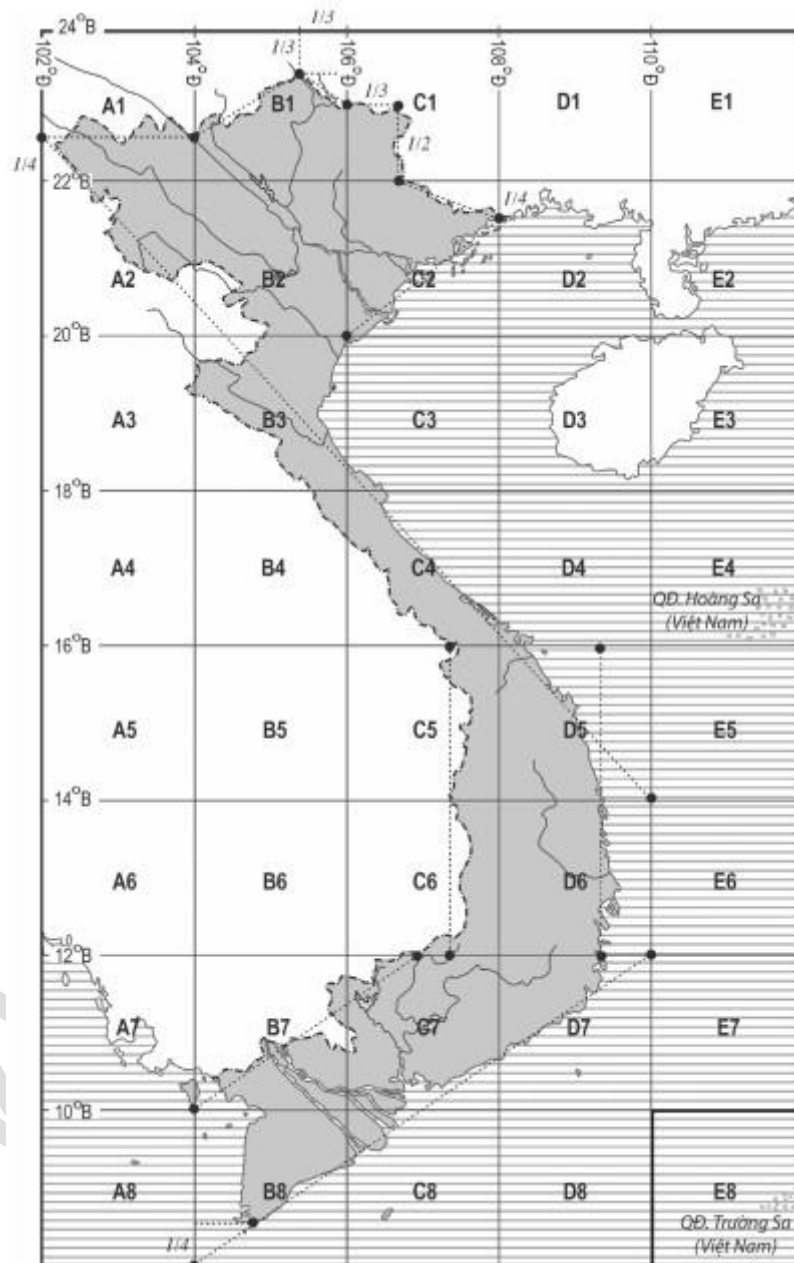 24°B
102°Đ
104°Đ
106°Đ
108°Đ
110°Đ
1/3
1/3
A1
B1
1/3
C1
D1
E1
1/4
1/2
22°B
1/4
A2
B2
C2
D2
E2
20°B
A3
B3
C3
D3
E3
18°B
A4
B4
C4
D4
E4
QĐ. Hoàng Sa
(Việt Nam)
16°B
A5
B5
C5
D5
E5
14°B
A6
B6
C6
D6
E6
12°B
A7
B7
C7
D7
E7
10°B
A8
B8
C8
D8
E8
QĐ. Trường Sa
(Việt Nam)
1/4